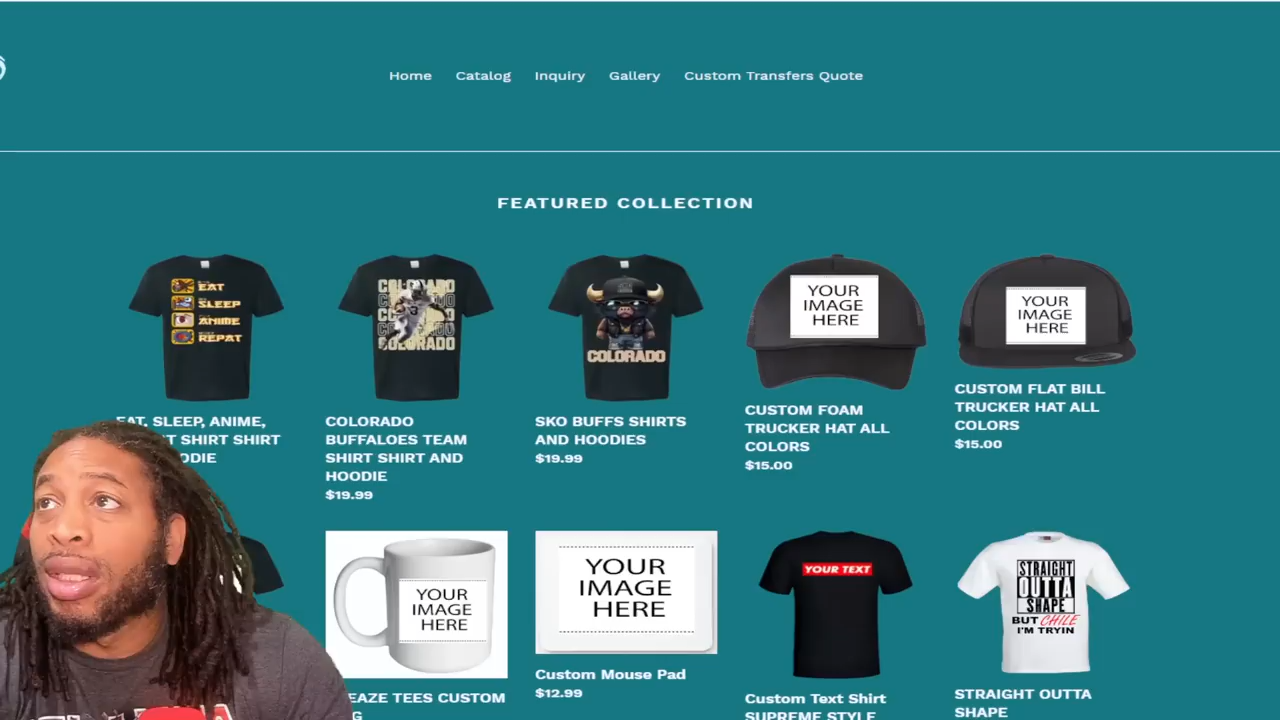 Home Catalog Inquiry Gallery Custom Transfers Quote
FEATURED COLLECTION
EAT
SLEEP
ANIME
REPAT
COLORADO
COLORADO
COLORADO
YOUR
IMAGE
HERE
YOUR
IMAGE
HERE
EAT, SLEEP, ANIME,
T SHIRT SHIRT
ODIE
COLORADO
BUFFALOES TEAM
SHIRT SHIRT AND
HOODIE
$19.99
SKO BUFFS SHIRTS
AND HOODIES
$19.99
CUSTOM FOAM
TRUCKER HAT ALL
COLORS
$15.00
CUSTOM FLAT BILL
TRUCKER HAT ALL
COLORS
$15.00
YOUR
IMAGE
HERE
YOUR
IMAGE
HERE
YOUR TEXT
STRAIGHT
OUTTA
SHAPE
BUT CHILE
I'M TRYIN
EAZE TEES CUSTOM
G
Custom Mouse Pad
$12.99
Custom Text Shirt
SUPREME STYLE
STRAIGHT OUTTA
SHAPE